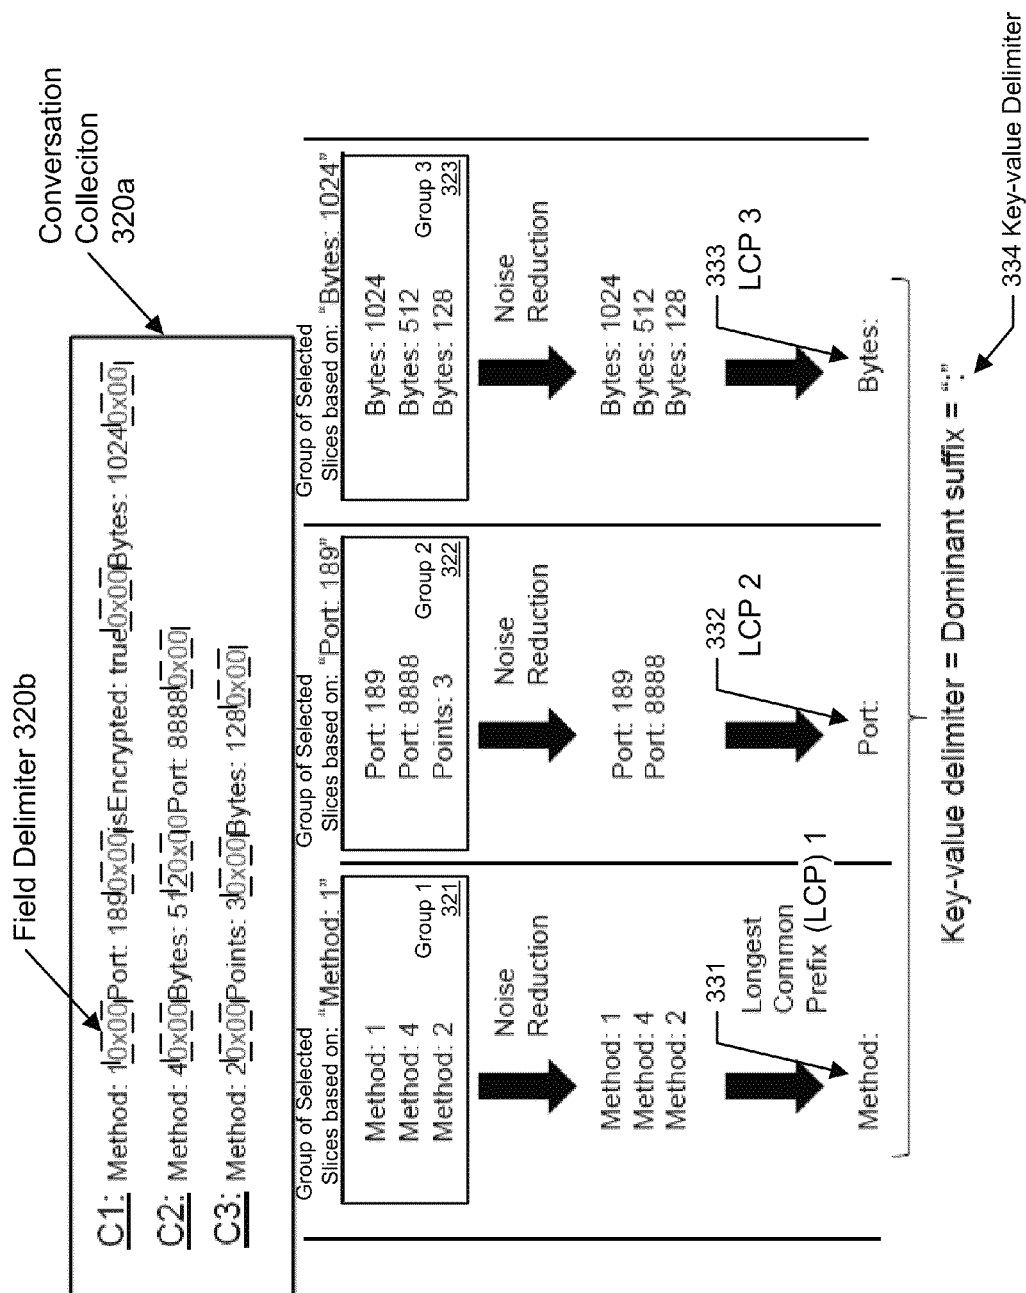 Field Delimiter 320b
Conversation
Colleciton
320a
C1: Method: 10x00Port: 1890x00isEncrypted: true0x00Bytes: 10240x00
C2: Method: 40x00Bytes: 5120x00Port: 88880x00
C3: Method: 20x00Points: 30x00Bytes: 1280x00
Group of Selected
Slices based on: “Method: 1”
Method: 1
Method: 4
Method: 2
Group 1
321
Noise
Reduction
Method: 1
Method: 4
Method: 2
331
Longest
Common
Prefix (LCP) 1
Method:
Group of Selected
Slices based on: “Port: 189”
Port: 189
Port: 8888
Points: 3
Group 2
322
Noise
Reduction
Port: 189
Port: 8888
332
LCP 2
Port:
Group of Selected
Slices based on: “Bytes: 1024”
Bytes: 1024
Bytes: 512
Bytes: 128
Group 3
323
Noise
Reduction
Bytes: 1024
Bytes: 512
Bytes: 128
333
LCP 3
Bytes:
Key-value delimiter = Dominant suffix = “:”
334 Key-value Delimiter